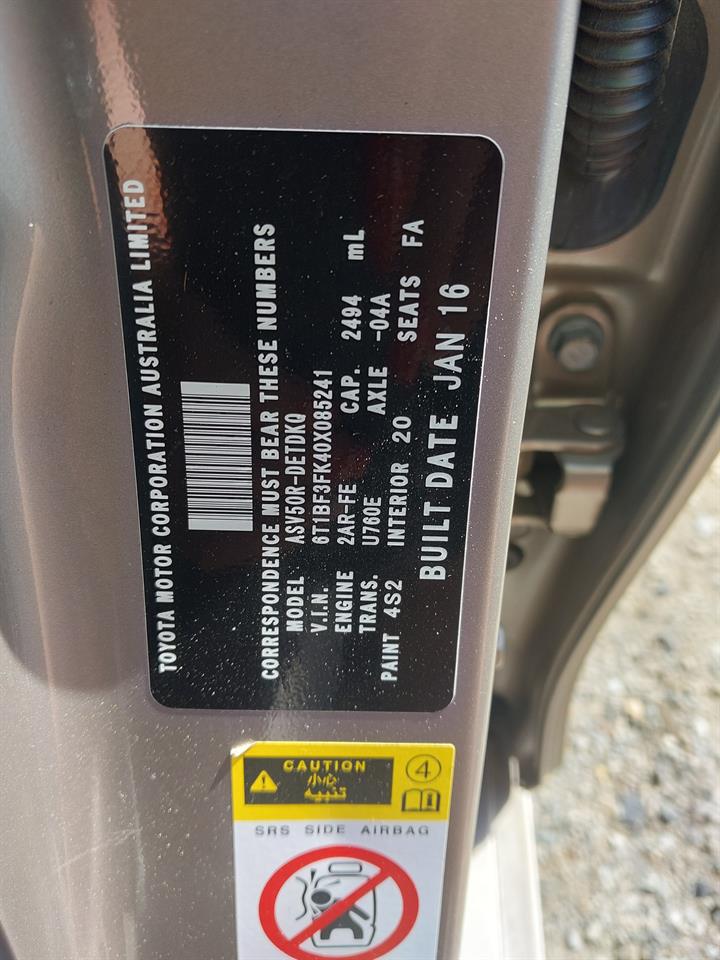 TOYOTA MOTOR CORPORATION AUSTRALIA LIMITED
CORRESPONDENCE MUST BEAR THESE NUMBERS
MODEL ASV50R-DETDKQ
V.I.N. 6T1BF3FK40X085241
ENGINE 2AR-FE CAP. 2494 mL
TRANS. U760E AXLE -04A
PAINT 4S2 INTERIOR 20 SEATS FA
BUILT DATE JAN 16
CAUTION
小心
تنبيه
4
SRS SIDE AIRBAG